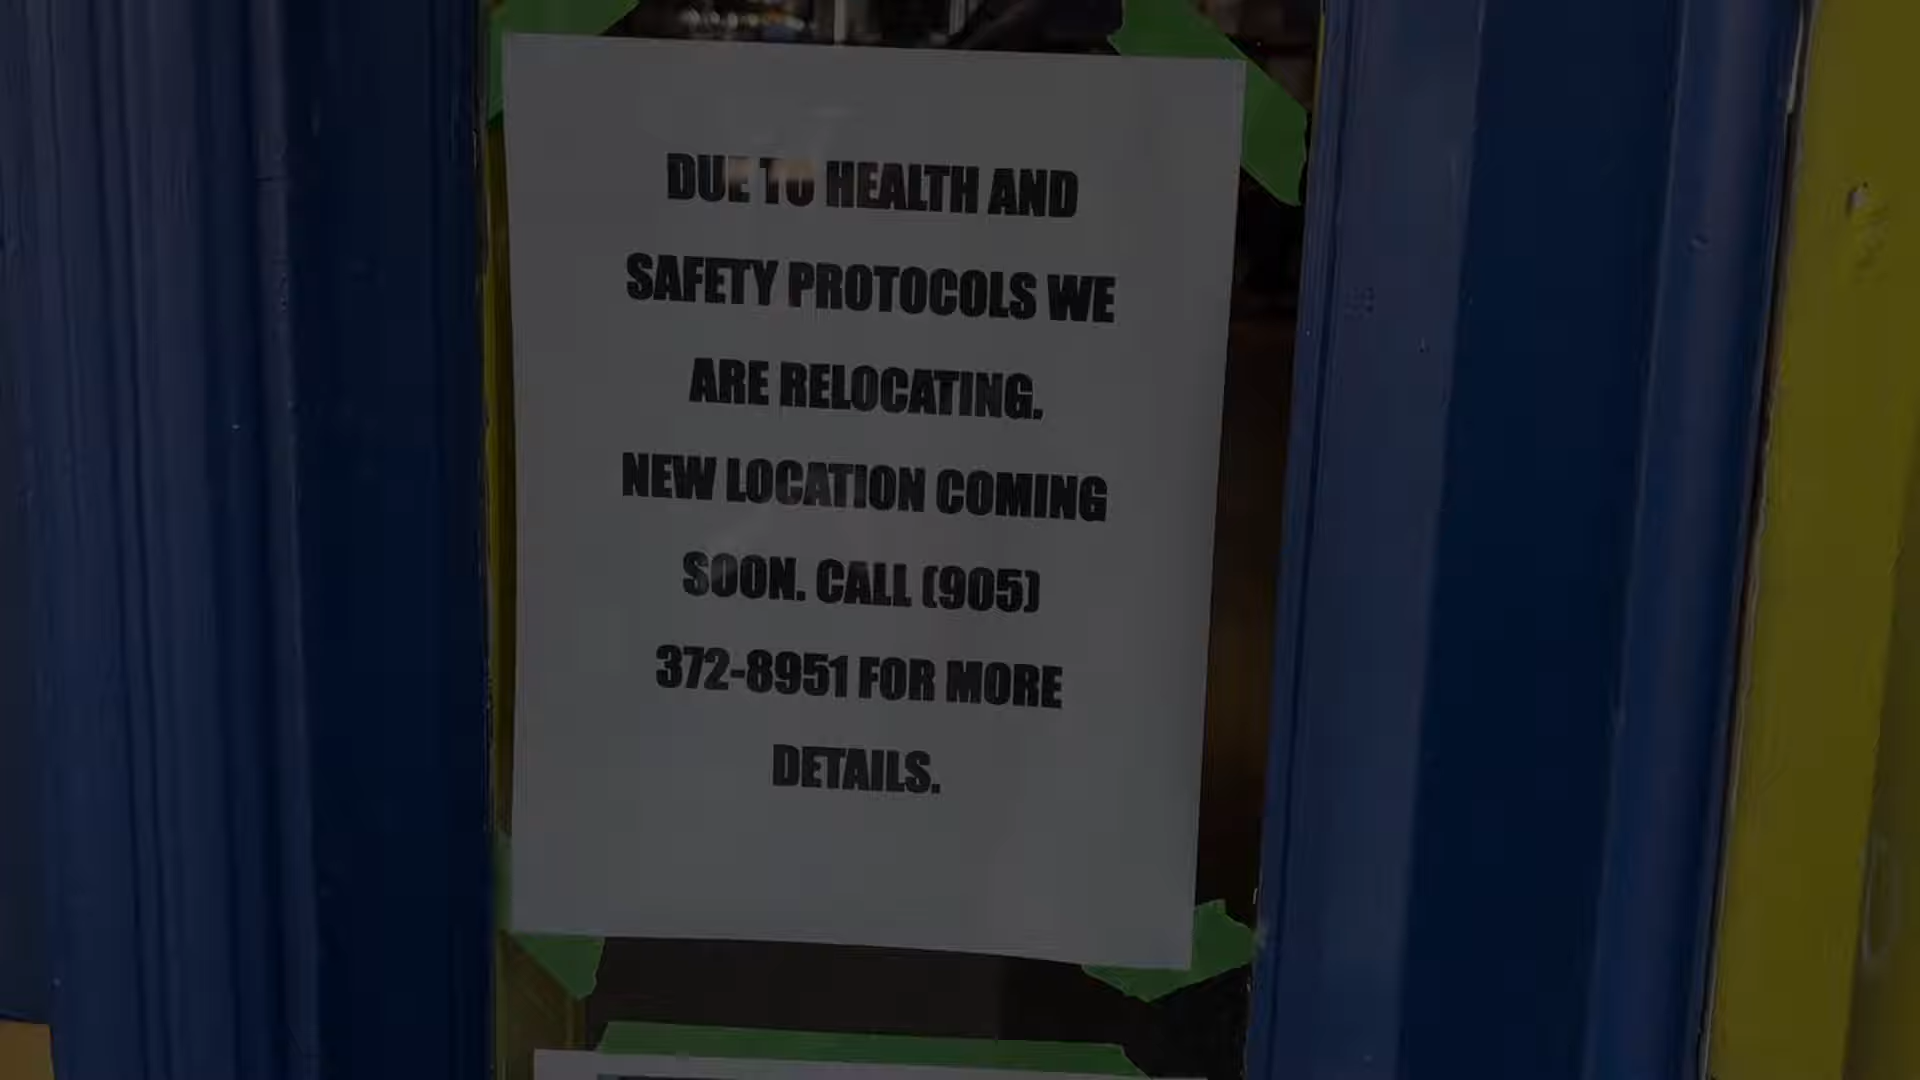 DUE TO HEALTH AND
SAFETY PROTOCOLS WE
ARE RELOCATING.
NEW LOCATION COMING
SOON. CALL (905)
372-8951 FOR MORE
DETAILS.